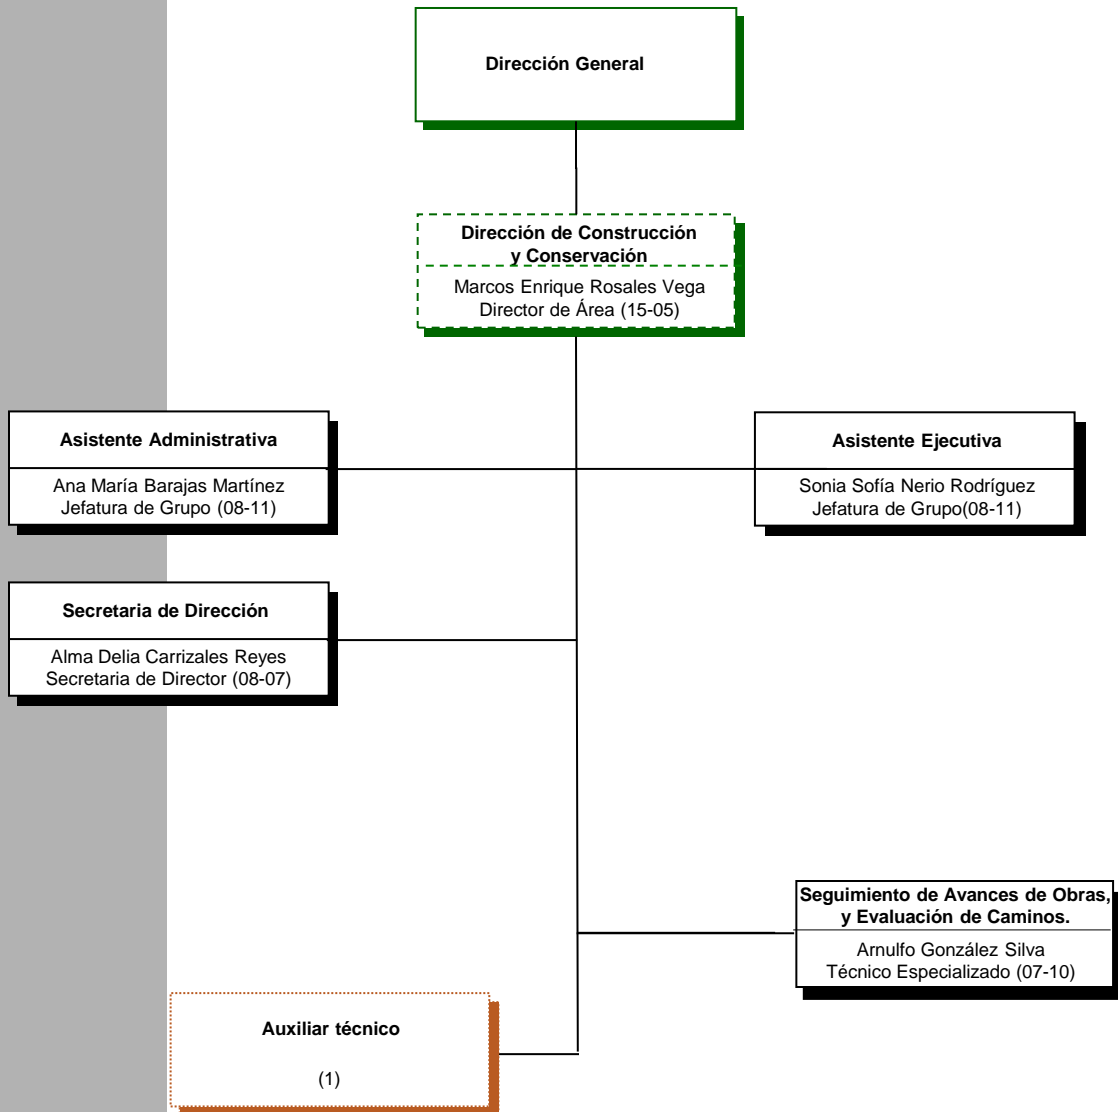 Dirección General
Dirección de Construcción
y Conservación
Marcos Enrique Rosales Vega
Director de Área (15-05)
Asistente Administrativa
Ana María Barajas Martínez
Jefatura de Grupo (08-11)
Asistente Ejecutiva
Sonia Sofía Nerio Rodríguez
Jefatura de Grupo(08-11)
Secretaria de Dirección
Alma Delia Carrizales Reyes
Secretaria de Director (08-07)
Seguimiento de Avances de Obras,
y Evaluación de Caminos.
Arnulfo González Silva
Técnico Especializado (07-10)
Auxiliar técnico
(1)